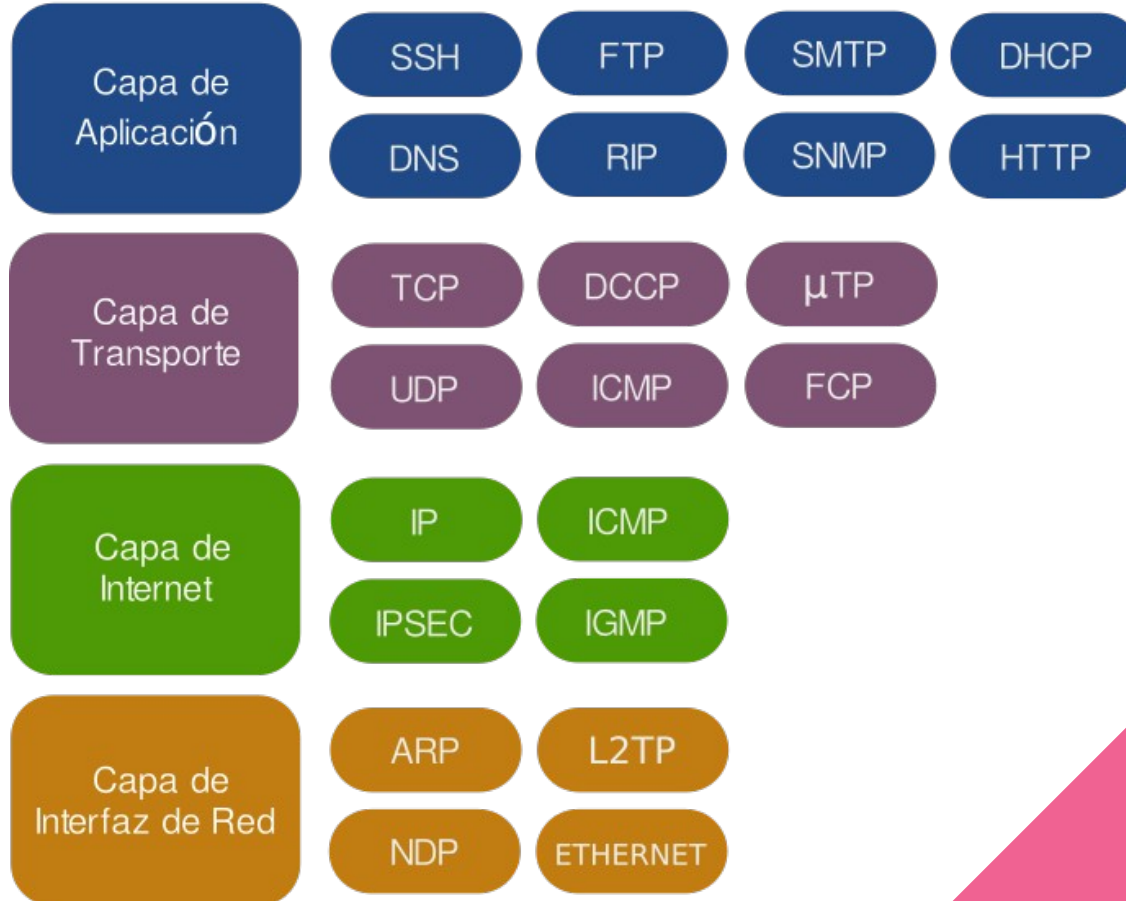 Capa de
Aplicación
SSH FTP SMTP DHCP
DNS RIP SNMP HTTP
Capa de
Transporte
TCP DCCP µTP
UDP ICMP FCP
Capa de
Internet
IP ICMP
IPSEC IGMP
Capa de
Interfaz de Red
ARP L2TP
NDP ETHERNET